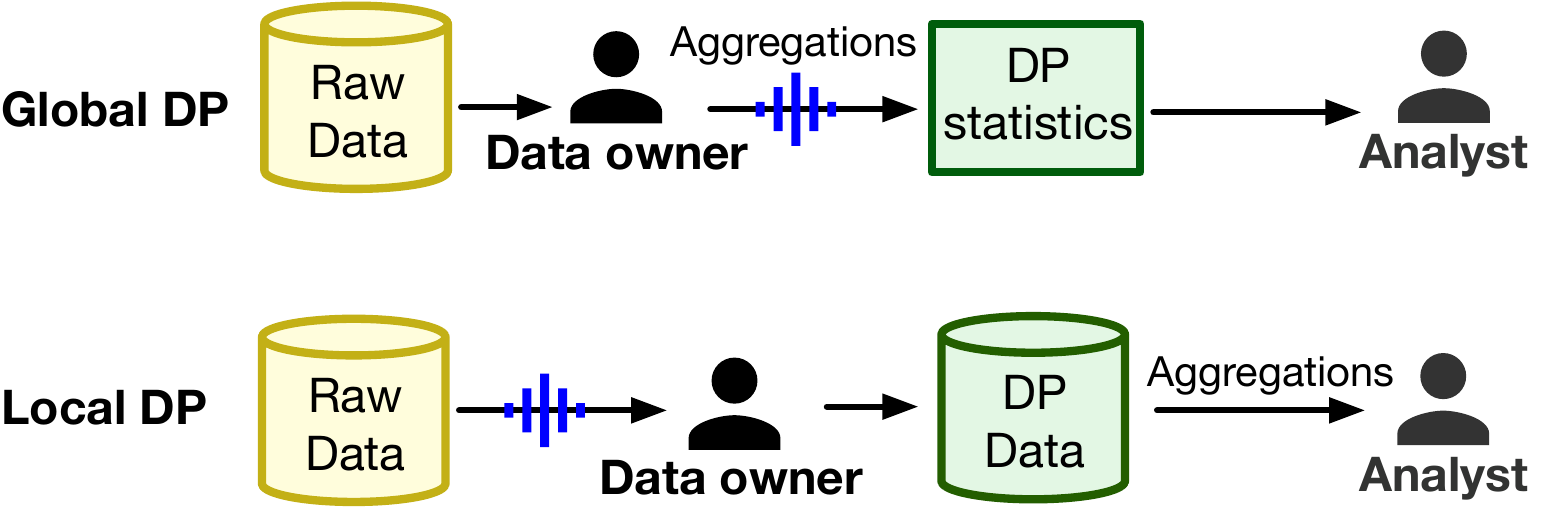 Global DP
Raw
Data
Data owner
Aggregations
DP
statistics
Analyst
Local DP
Raw
Data
Data owner
DP
Data
Aggregations
Analyst